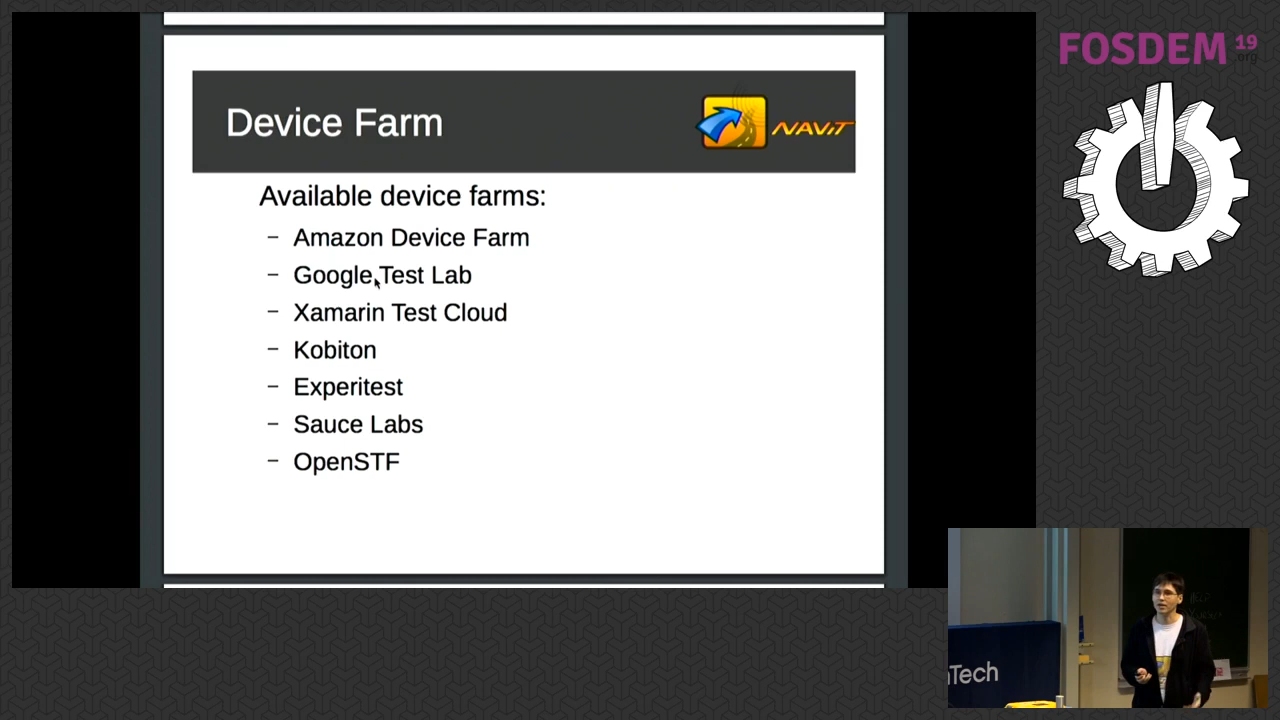 FOSDEM 19
.org
Device Farm
NAViT
Available device farms:
– Amazon Device Farm
– Google Test Lab
– Xamarin Test Cloud
– Kobiton
– Experitest
– Sauce Labs
– OpenSTF
nTech